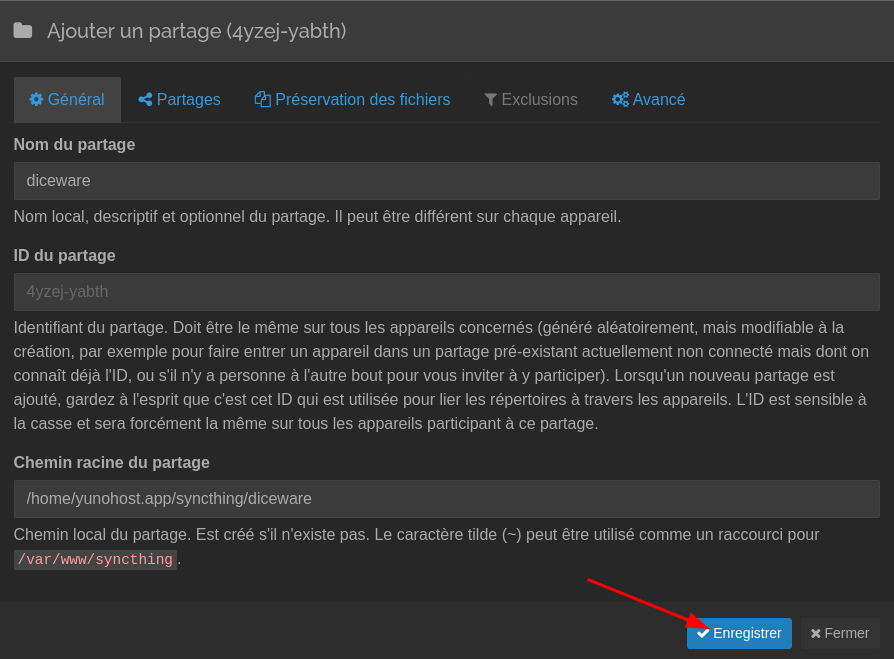 Ajouter un partage (4yzej-yabth)
Général Partages Préservation des fichiers Exclusions Avancé
Nom du partage
diceware
Nom local, descriptif et optionnel du partage. Il peut être différent sur chaque appareil.
ID du partage
4yzej-yabth
Identifiant du partage. Doit être le même sur tous les appareils concernés (généré aléatoirement, mais modifiable à la
création, par exemple pour faire entrer un appareil dans un partage pré-existant actuellement non connecté mais dont on
connaît déjà l'ID, ou s'il n'y a personne à l'autre bout pour vous inviter à y participer). Lorsqu'un nouveau partage est
ajouté, gardez à l'esprit que c'est cet ID qui est utilisée pour lier les répertoires à travers les appareils. L'ID est sensible à
la casse et sera forcément la même sur tous les appareils participant à ce partage.
Chemin racine du partage
/home/yunohost.app/syncthing/diceware
Chemin local du partage. Est créé s'il n'existe pas. Le caractère tilde (~) peut être utilisé comme un raccourci pour
/var/www/syncthing.
Enregistrer Fermer